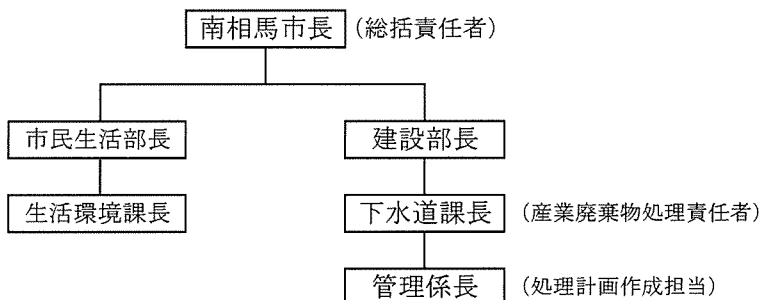 南相馬市長 (総括責任者)
市民生活部長 建設部長
生活環境課長 下水道課長 (産業廃棄物処理責任者)
管理係長 (処理計画作成担当)